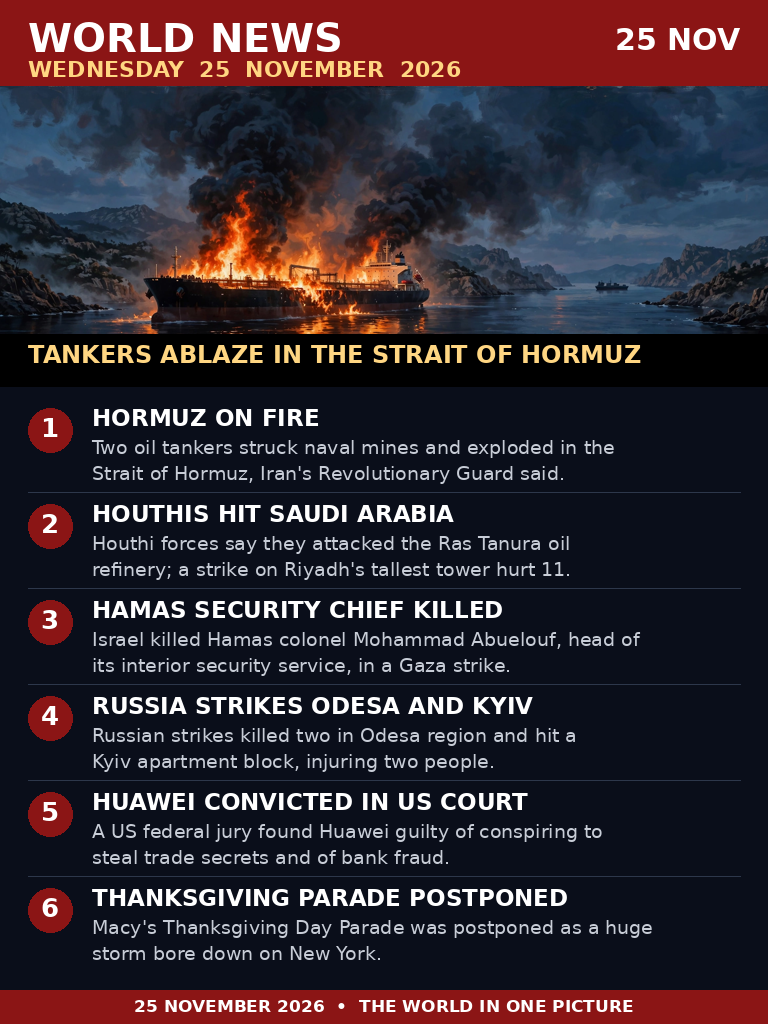 WORLD NEWS
25 NOV
WEDNESDAY 25 NOVEMBER 2026
TANKERS ABLAZE IN THE STRAIT OF HORMUZ
1
HORMUZ ON FIRE
Two oil tankers struck naval mines and exploded in the
Strait of Hormuz, Iran's Revolutionary Guard said.
2
HOUTHIS HIT SAUDI ARABIA
Houthi forces say they attacked the Ras Tanura oil
refinery; a strike on Riyadh's tallest tower hurt 11.
3
HAMAS SECURITY CHIEF KILLED
Israel killed Hamas colonel Mohammad Abuelouf, head of
its interior security service, in a Gaza strike.
4
RUSSIA STRIKES ODESA AND KYIV
Russian strikes killed two in Odesa region and hit a
Kyiv apartment block, injuring two people.
5
HUAWEI CONVICTED IN US COURT
A US federal jury found Huawei guilty of conspiring to
steal trade secrets and of bank fraud.
6
THANKSGIVING PARADE POSTPONED
Macy's Thanksgiving Day Parade was postponed as a huge
storm bore down on New York.
25 NOVEMBER 2026 • THE WORLD IN ONE PICTURE